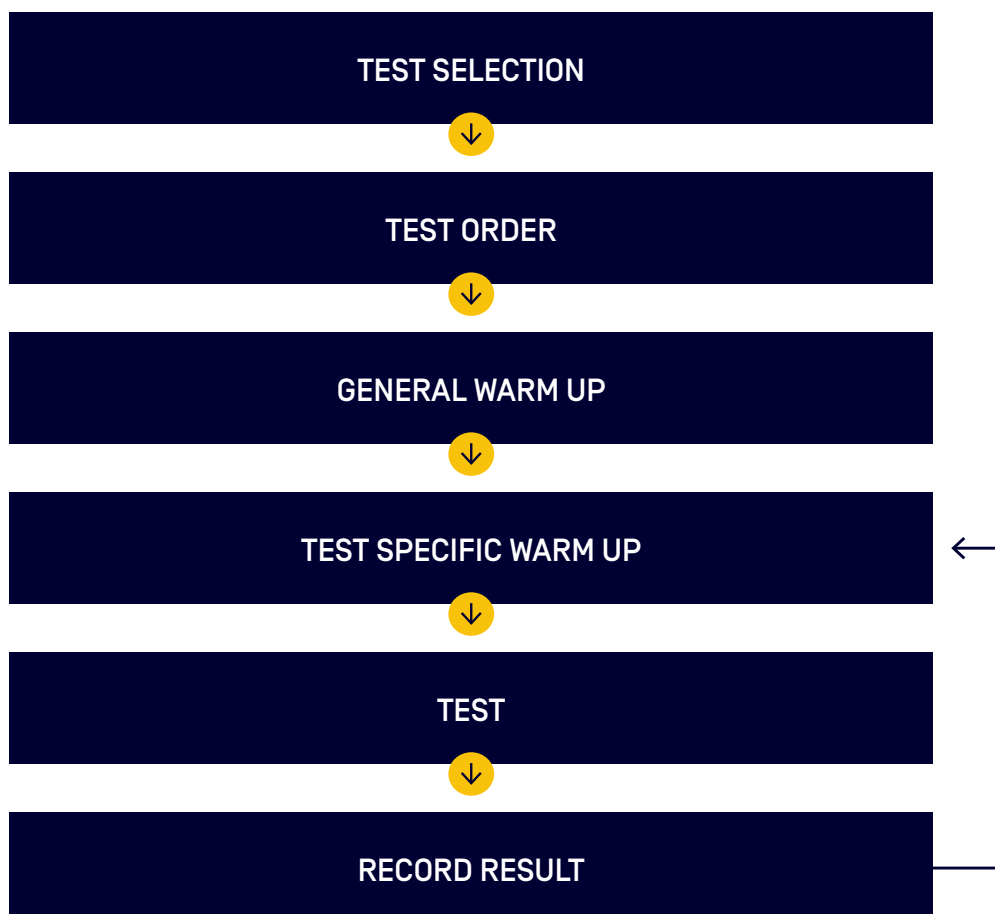 TEST SELECTION
TEST ORDER
GENERAL WARM UP
TEST SPECIFIC WARM UP
TEST
RECORD RESULT